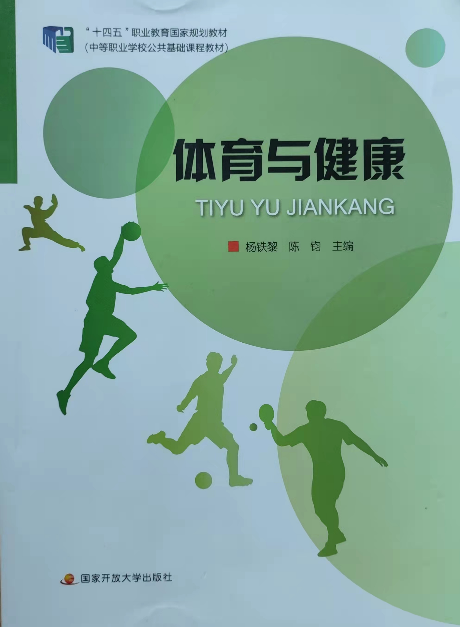 “十四五”职业教育国家规划教材
（中等职业学校公共基础课程教材）
体育与健康
TIYU YU JIANKANG
杨铁黎 陈钧 主编
国家开放大学出版社